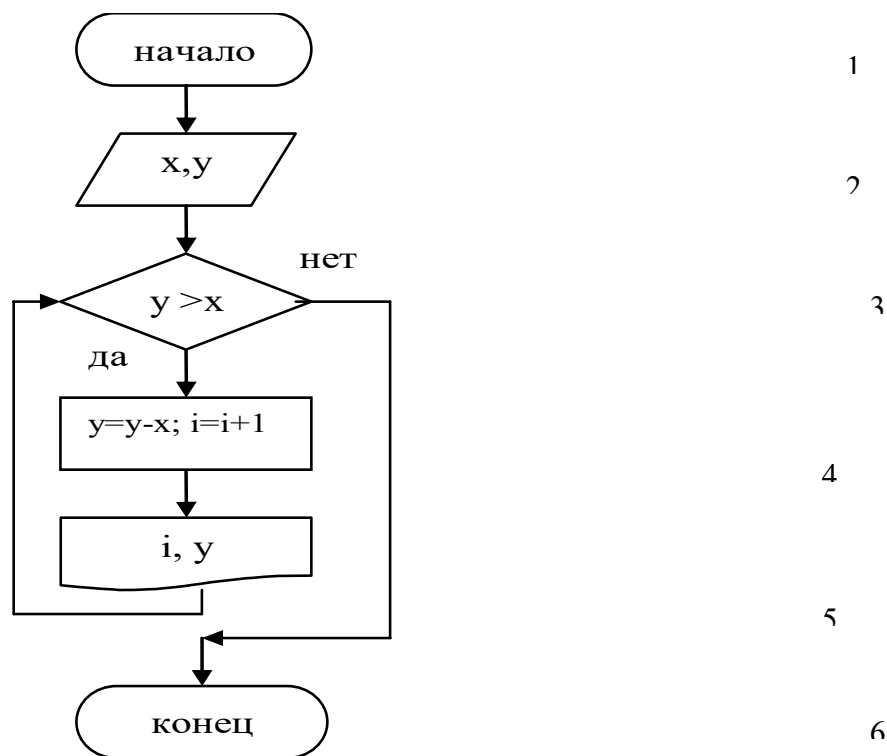 начало
1
x,y
2
нет
y >x
3
да
y=y-x; i=i+1
4
i, y
5
конец
6